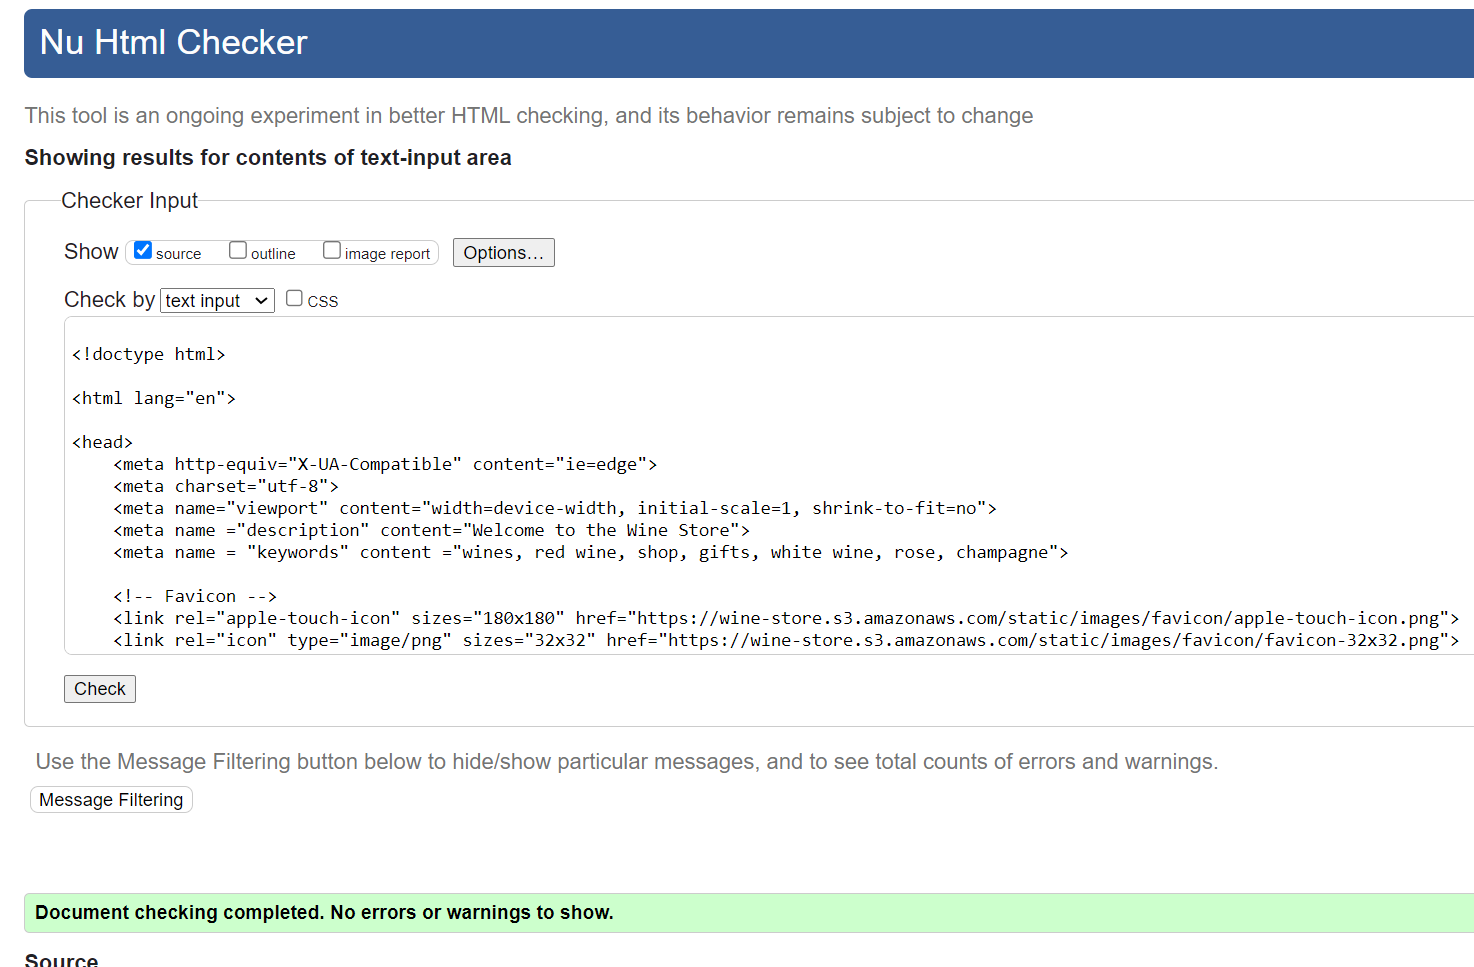 Nu Html Checker
This tool is an ongoing experiment in better HTML checking, and its behavior remains subject to change
Showing results for contents of text-input area
Checker Input
Show source outline image report Options...
Check by text input CSS
<!doctype html>
<html lang="en">
<head>
<meta http-equiv="X-UA-Compatible" content="ie=edge">
<meta charset="utf-8">
<meta name="viewport" content="width=device-width, initial-scale=1, shrink-to-fit=no">
<meta name ="description" content="Welcome to the Wine Store">
<meta name = "keywords" content ="wines, red wine, shop, gifts, white wine, rose, champagne">
<!-- Favicon -->
<link rel="apple-touch-icon" sizes="180x180" href="https://wine-store.s3.amazonaws.com/static/images/favicon/apple-touch-icon.png">
<link rel="icon" type="image/png" sizes="32x32" href="https://wine-store.s3.amazonaws.com/static/images/favicon/favicon-32x32.png">
Check
Use the Message Filtering button below to hide/show particular messages, and to see total counts of errors and warnings.
Message Filtering
Document checking completed. No errors or warnings to show.
Source